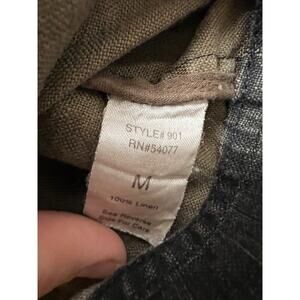 STYLE# 901
RN#54077
M
100% Linen
See Reverse
Side For Care